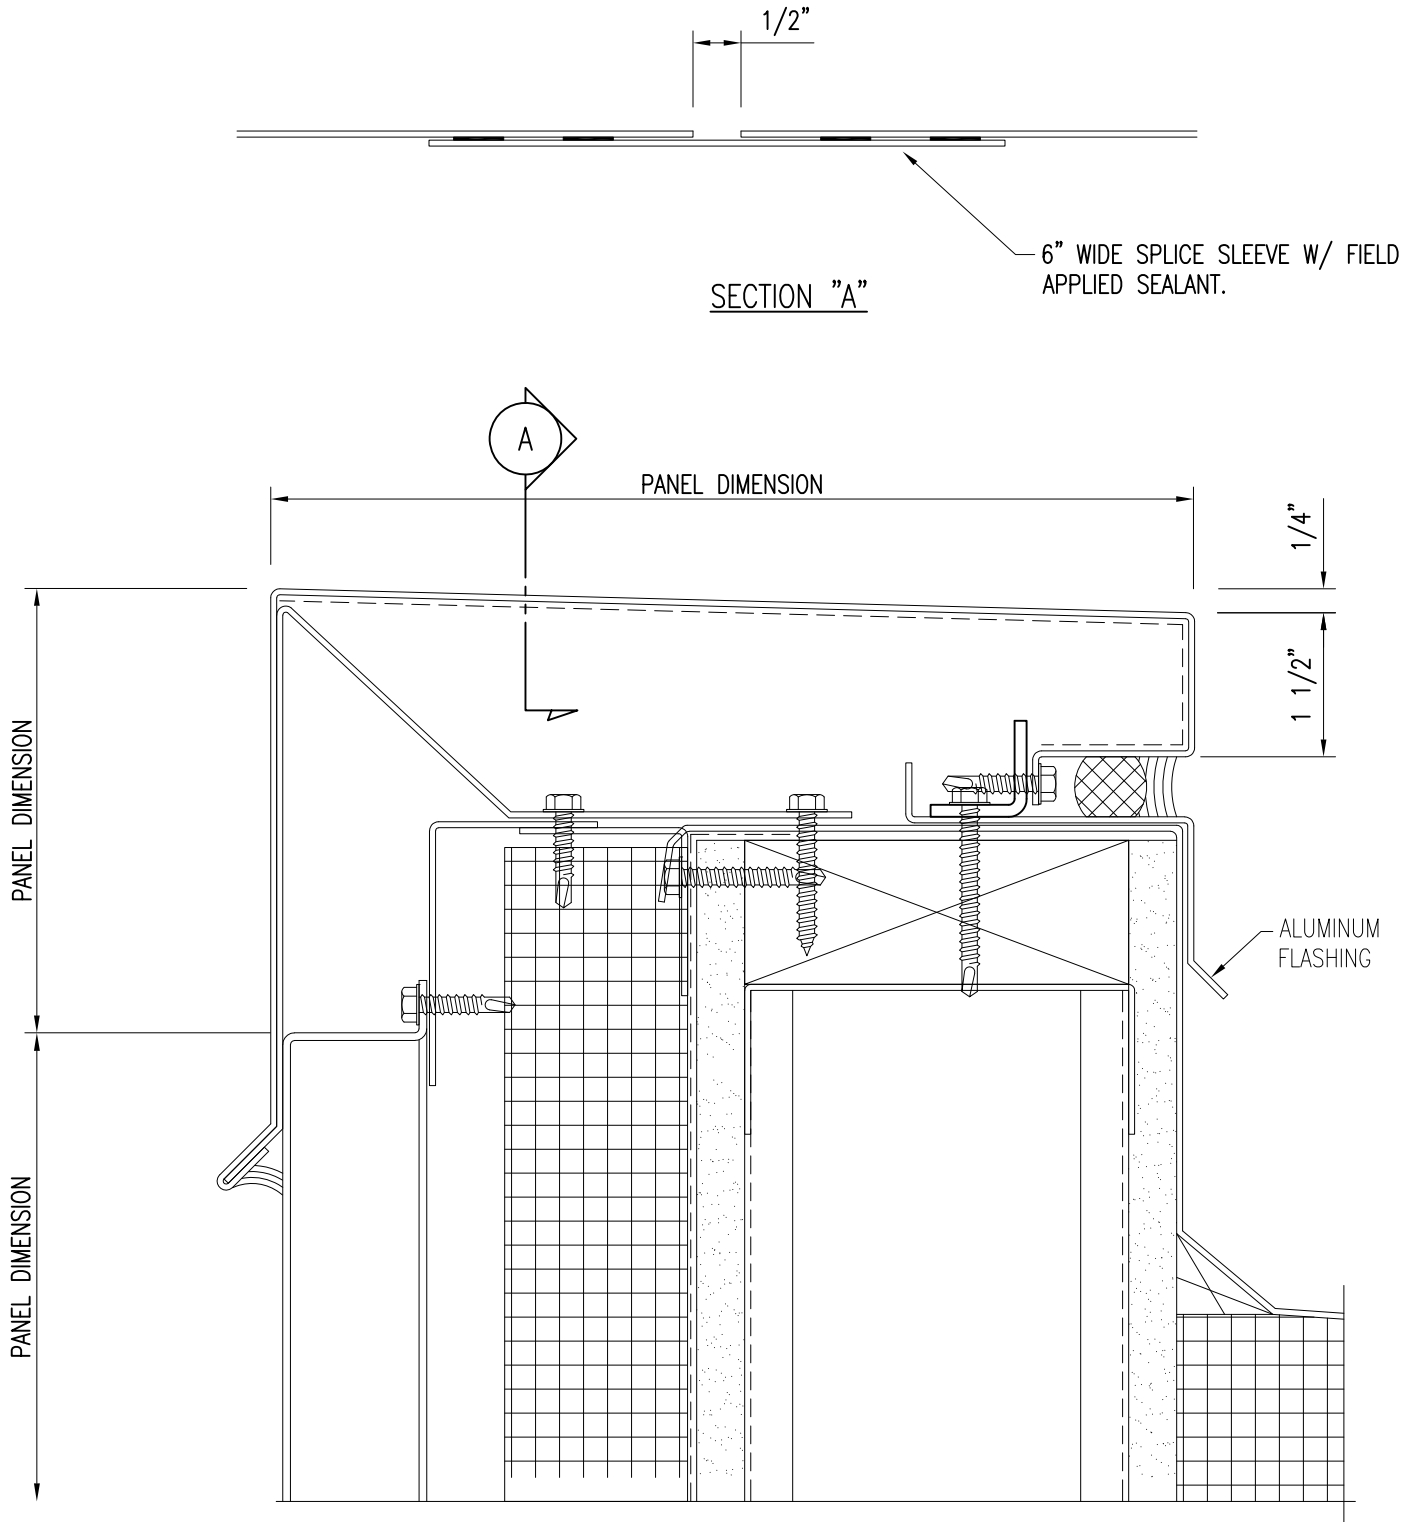 1/2"
6" WIDE SPLICE SLEEVE W/ FIELD
APPLIED SEALANT.
SECTION "A"
A
PANEL DIMENSION
1/4"
1 1/2"
PANEL DIMENSION
ALUMINUM
FLASHING
PANEL DIMENSION